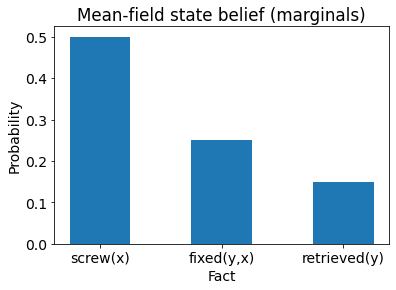 Mean-field state belief (marginals)
Probability
0.5
0.4
0.3
0.2
0.1
0.0
screw(x) fixed(y,x) retrieved(y)
Fact